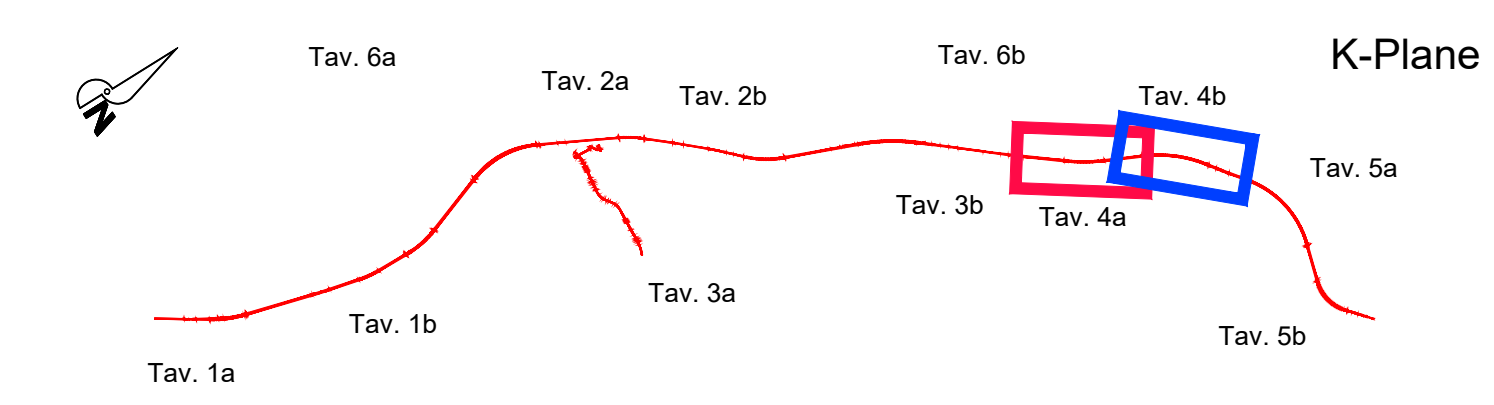 K-Plane
Tav. 6a
Tav. 6b
Tav. 2a
Tav. 2b
Tav. 4b
N
Tav. 5a
Tav. 3b
Tav. 4a
Tav. 3a
Tav. 1b
Tav. 5b
Tav. 1a